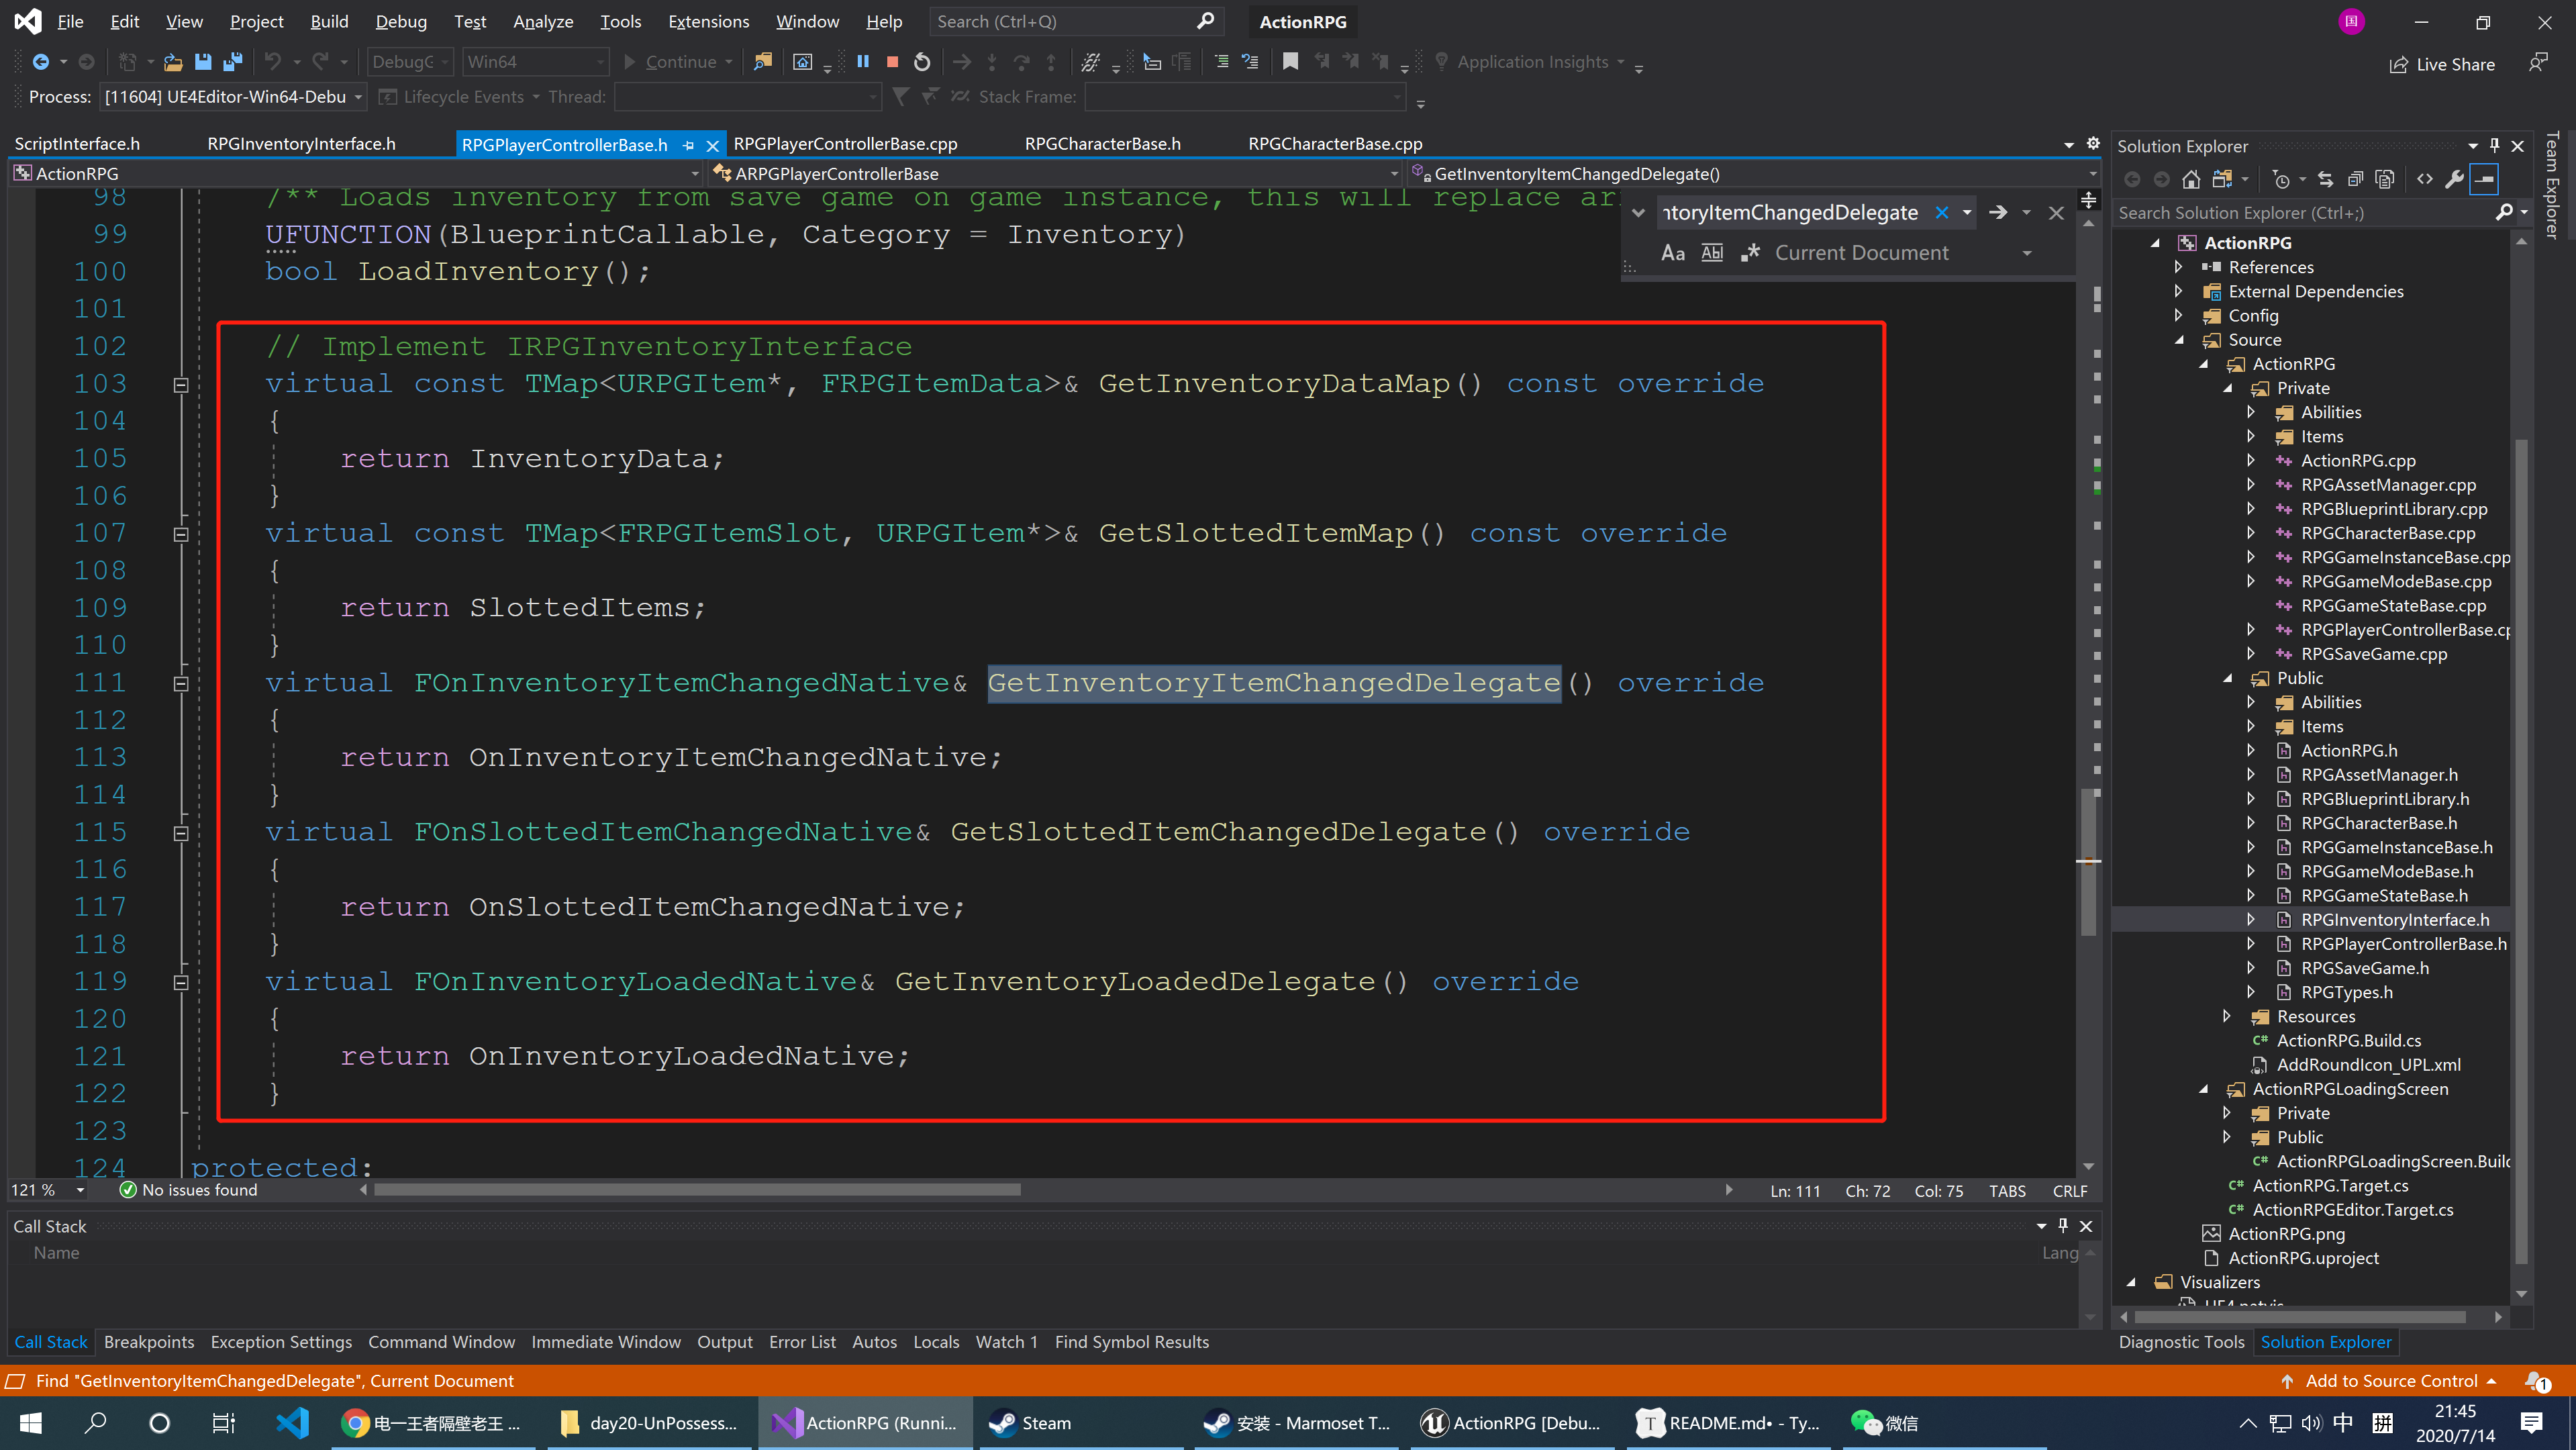 File Edit View Project Build Debug Test Analyze Tools Extensions Window Help Search (Ctrl+Q) ActionRPG 国
DebugG Win64 Continue Application Insights Live Share
Process: [11604] UE4Editor-Win64-Debu Lifecycle Events Thread: Stack Frame:
ScriptInterface.h RPGInventoryInterface.h RPGPlayerControllerBase.h RPGPlayerControllerBase.cpp RPGCharacterBase.h RPGCharacterBase.cpp
ActionRPG ARPGPlayerControllerBase GetInventoryItemChangedDelegate()
98 /** Loads inventory from save game on game instance, this will replace ar
99 UFUNCTION(BlueprintCallable, Category = Inventory)
100 bool LoadInventory();
101
102 // Implement IRPGInventoryInterface
103 virtual const TMap<URPGItem*, FRPGItemData>& GetInventoryDataMap() const override
104 {
105 return InventoryData;
106 }
107 virtual const TMap<FRPGItemSlot, URPGItem*>& GetSlottedItemMap() const override
108 {
109 return SlottedItems;
110 }
111 virtual FOnInventoryItemChangedNative& GetInventoryItemChangedDelegate() override
112 {
113 return OnInventoryItemChangedNative;
114 }
115 virtual FOnSlottedItemChangedNative& GetSlottedItemChangedDelegate() override
116 {
117 return OnSlottedItemChangedNative;
118 }
119 virtual FOnInventoryLoadedNative& GetInventoryLoadedDelegate() override
120 {
121 return OnInventoryLoadedNative;
122 }
123
124 protected:
ntoryItemChangedDelegate
Aa Abl .* Current Document
121 % No issues found Ln: 111 Ch: 72 Col: 75 TABS CRLF
Call Stack
Name Lang
Call Stack Breakpoints Exception Settings Command Window Immediate Window Output Error List Autos Locals Watch 1 Find Symbol Results
Solution Explorer
Search Solution Explorer (Ctrl+;)
ActionRPG
References
External Dependencies
Config
Source
ActionRPG
Private
Abilities
Items
ActionRPG.cpp
RPGAssetManager.cpp
RPGBlueprintLibrary.cpp
RPGCharacterBase.cpp
RPGGameInstanceBase.cpp
RPGGameModeBase.cpp
RPGGameStateBase.cpp
RPGPlayerControllerBase.cp
RPGSaveGame.cpp
Public
Abilities
Items
ActionRPG.h
RPGAssetManager.h
RPGBlueprintLibrary.h
RPGCharacterBase.h
RPGGameInstanceBase.h
RPGGameModeBase.h
RPGGameStateBase.h
RPGInventoryInterface.h
RPGPlayerControllerBase.h
RPGSaveGame.h
RPGTypes.h
Resources
ActionRPG.Build.cs
AddRoundIcon_UPL.xml
ActionRPGLoadingScreen
Private
Public
ActionRPGLoadingScreen.Build
ActionRPG.Target.cs
ActionRPGEditor.Target.cs
ActionRPG.png
ActionRPG.uproject
Visualizers
UE4.natvis
Diagnostic Tools Solution Explorer
Team Explorer
Find "GetInventoryItemChangedDelegate", Current Document Add to Source Control 1
电一王者隔壁老王 ... day20-UnPossess... ActionRPG (Runni... Steam 安装 - Marmoset T... ActionRPG [Debu... README.md• - Ty... 微信 中 拼 21:45
2020/7/14